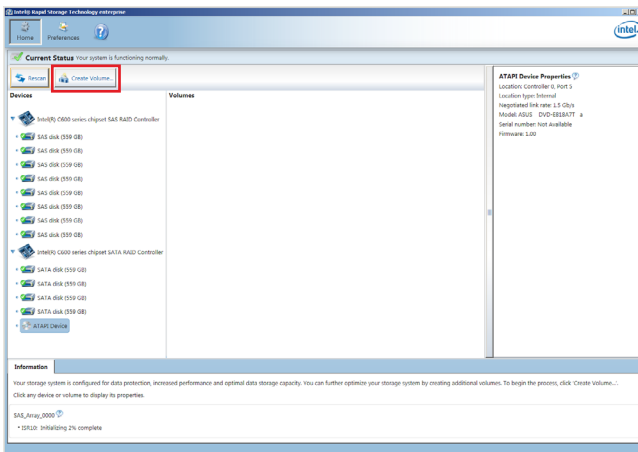 Intel® Rapid Storage Technology enterprise
Home
Preferences
intel
Current Status Your system is functioning normally.
Rescan
Create Volume...
Devices
Volumes
Intel(R) C600 series chipset SAS RAID Controller
SAS disk (559 GB)
SAS disk (559 GB)
SAS disk (559 GB)
SAS disk (559 GB)
SAS disk (559 GB)
SAS disk (559 GB)
SAS disk (559 GB)
SAS disk (559 GB)
Intel(R) C600 series chipset SATA RAID Controller
SATA disk (559 GB)
SATA disk (559 GB)
SATA disk (559 GB)
SATA disk (559 GB)
ATAPI Device
ATAPI Device Properties
Location: Controller 0, Port 5
Location type: Internal
Negotiated link rate: 1.5 Gb/s
Model: ASUS DVD-E818A7T a
Serial number: Not Available
Firmware: 1.00
Information
Your storage system is configured for data protection, increased performance and optimal data storage capacity. You can further optimize your storage system by creating additional volumes. To begin the process, click 'Create Volume...'.
Click any device or volume to display its properties.
SAS_Array_0000
• ISR10: Initializing 2% complete